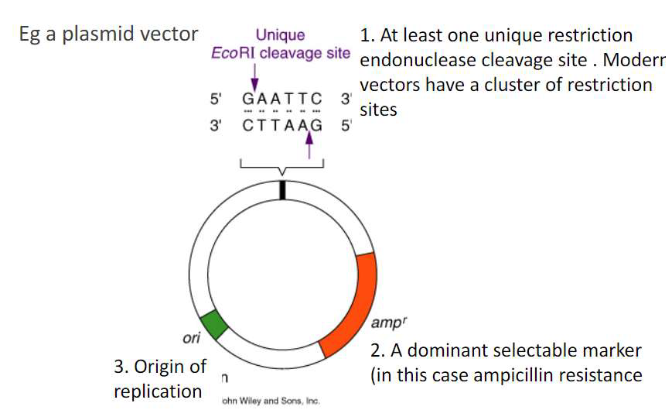 Eg a plasmid vector
Unique
EcoRI cleavage site
5' GAATTC 3'
3' CTTAAG 5'
1. At least one unique restriction
endonuclease cleavage site . Modern
vectors have a cluster of restriction
sites
ampr
2. A dominant selectable marker
(in this case ampicillin resistance
ori
3. Origin of
replication
n
ohn Wiley and Sons, Inc.